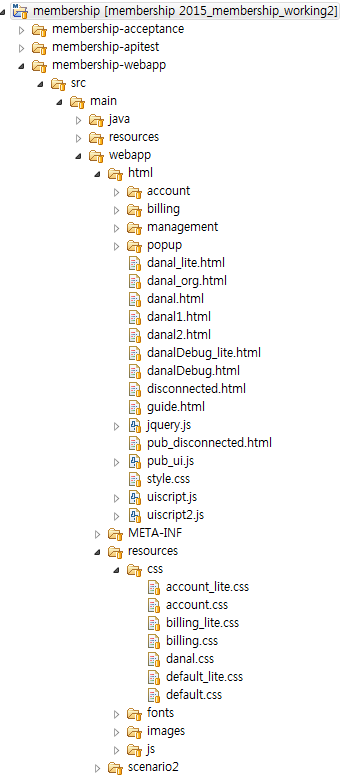 membership [membership 2015_membership_working2]
membership-acceptance
membership-apitest
membership-webapp
src
main
java
resources
webapp
html
account
billing
management
popup
danal_lite.html
danal_org.html
danal.html
danal1.html
danal2.html
danalDebug_lite.html
danalDebug.html
disconnected.html
guide.html
jquery.js
pub_disconnected.html
pub_ui.js
style.css
uiscript.js
uiscript2.js
META-INF
resources
css
account_lite.css
account.css
billing_lite.css
billing.css
danal.css
default_lite.css
default.css
fonts
images
js
scenario2